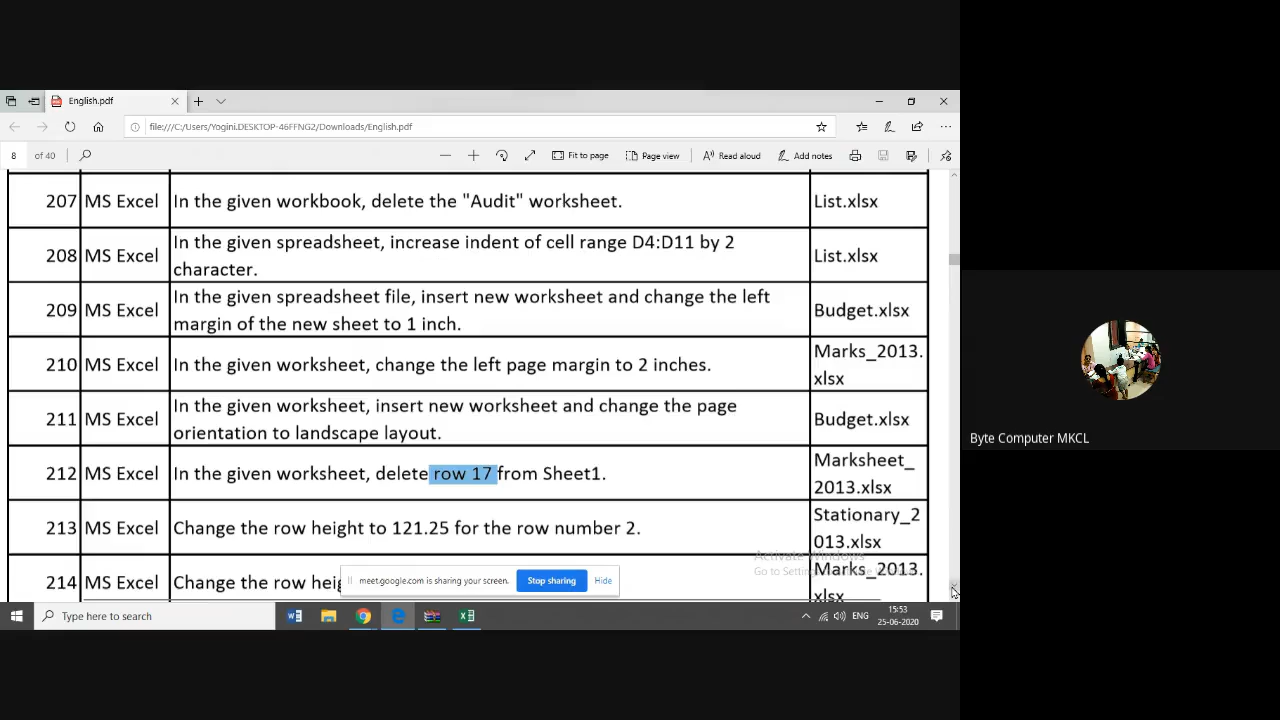 English.pdf
file:///C:/Users/Yogini.DESKTOP-46FFNG2/Downloads/English.pdf
8 of 40 Fit to page Page view Read aloud Add notes
207 MS Excel In the given workbook, delete the "Audit" worksheet. List.xlsx
208 MS Excel In the given spreadsheet, increase indent of cell range D4:D11 by 2
character. List.xlsx
209 MS Excel In the given spreadsheet file, insert new worksheet and change the left
margin of the new sheet to 1 inch. Budget.xlsx
210 MS Excel In the given worksheet, change the left page margin to 2 inches. Marks_2013.
xlsx
211 MS Excel In the given worksheet, insert new worksheet and change the page
orientation to landscape layout. Budget.xlsx
212 MS Excel In the given worksheet, delete row 17 from Sheet1. Marksheet_
2013.xlsx
213 MS Excel Change the row height to 121.25 for the row number 2. Stationary_2
013.xlsx
214 MS Excel Change the row Marks_2013.
xlsx
Activate Windows
Go to
meet.google.com is sharing your screen. Stop sharing Hide
Type here to search
ENG
15:53
25-06-2020
Byte Computer MKCL